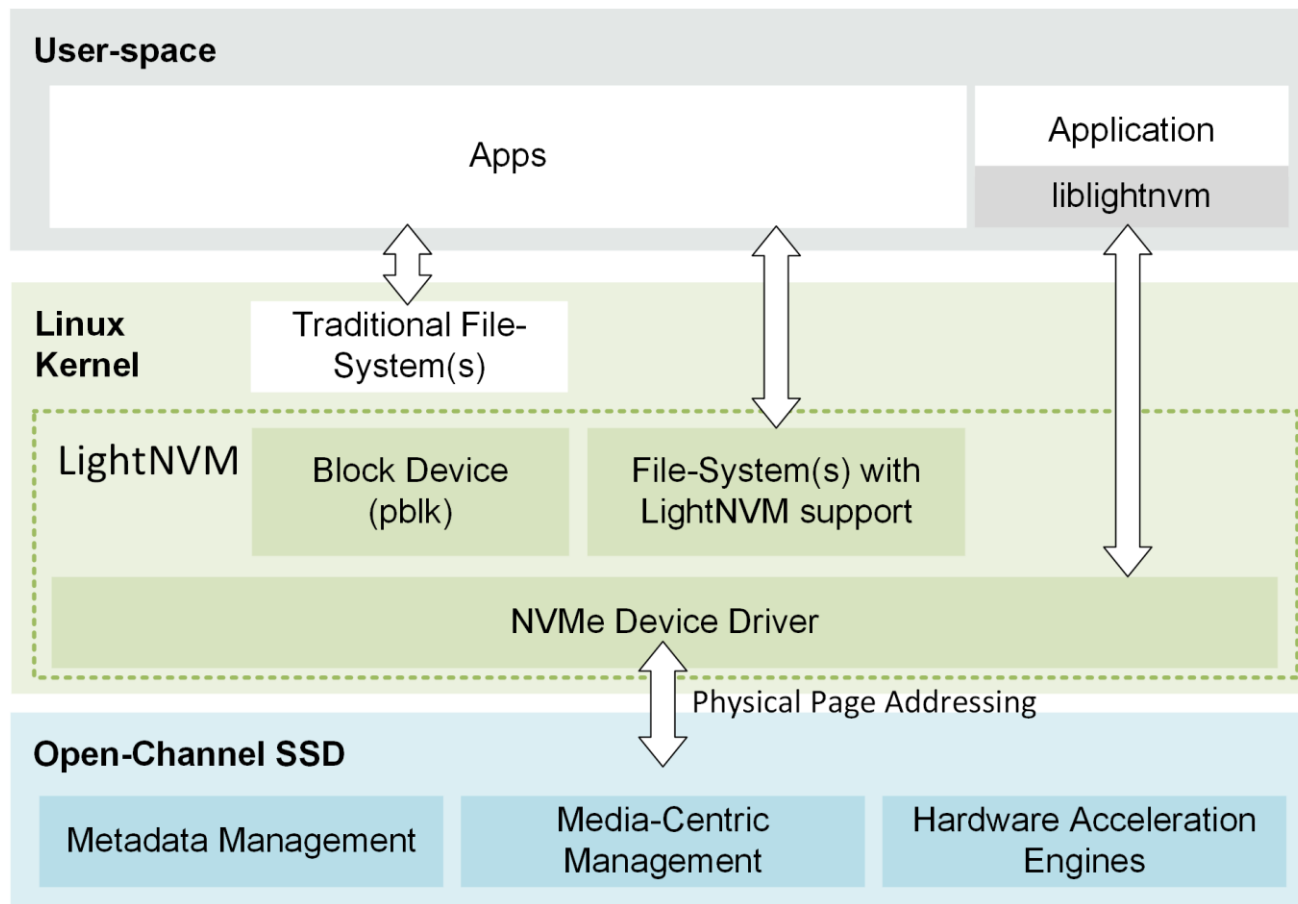 User-space
Apps
Application
liblightnvm
Linux
Kernel
Traditional File-
System(s)
LightNVM
Block Device
(pblk)
File-System(s) with
LightNVM support
NVMe Device Driver
Physical Page Addressing
Open-Channel SSD
Metadata Management
Media-Centric
Management
Hardware Acceleration
Engines